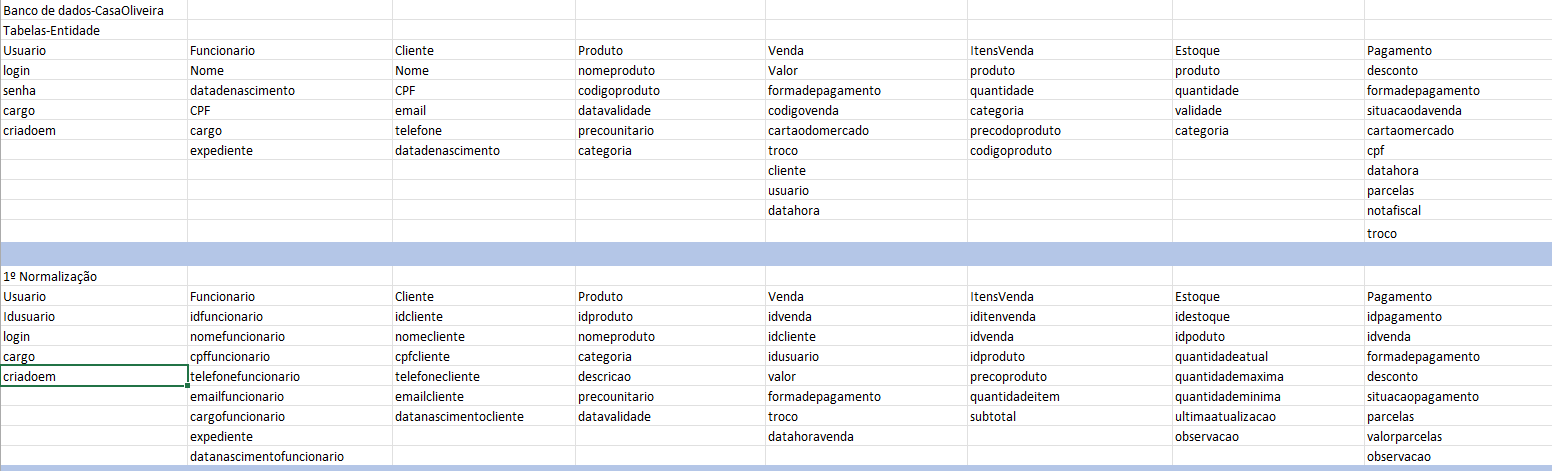 Banco de dados-CasaOliveira
Tabelas-Entidade
Usuario Funcionario Cliente Produto Venda ItensVenda Estoque Pagamento
login Nome Nome nomeproduto Valor produto produto desconto
senha datadenascimento CPF codigoproduto formadepagamento quantidade quantidade formadepagamento
cargo CPF email datavalidade codigovenda categoria validade situacaodavenda
criadoem cargo telefone precounitario cartaodomercado precodoproduto categoria cartaomercado
expediente datadenascimento categoria troco codigoproduto cpf
cliente datahora
usuario parcelas
datahora notafiscal
troco
1º Normalização
Usuario Funcionario Cliente Produto Venda ItensVenda Estoque Pagamento
Idusuario idfuncionario idcliente idproduto idvenda iditenvenda idestoque idpagamento
login nomefuncionario nomecliente nomeproduto idcliente idvenda idpoduto idvenda
cargo cpffuncionario cpfcliente categoria idusuario idproduto quantidadeatual formadepagamento
criadoem telefonefuncionario telefonecliente descricao valor precoproduto quantidademaxima desconto
emailfuncionario emailcliente precounitario formadepagamento quantidadeitem quantidademinima situacaopagamento
cargofuncionario datanascimentocliente datavalidade troco subtotal ultimaatualizacao parcelas
expediente datahoravenda observacao valorparcelas
datanascimentofuncionario observacao